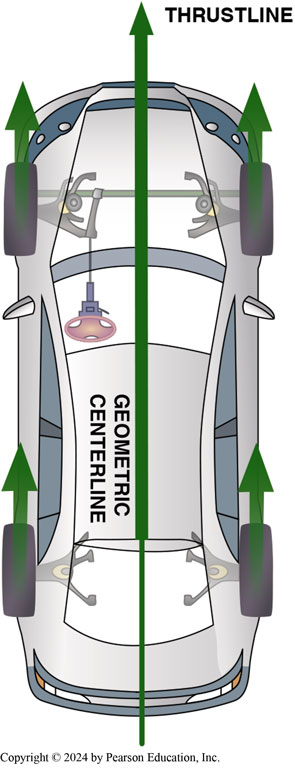 THRUSTLINE
GEOMETRIC
CENTERLINE
Copyright © 2024 by Pearson Education, Inc.